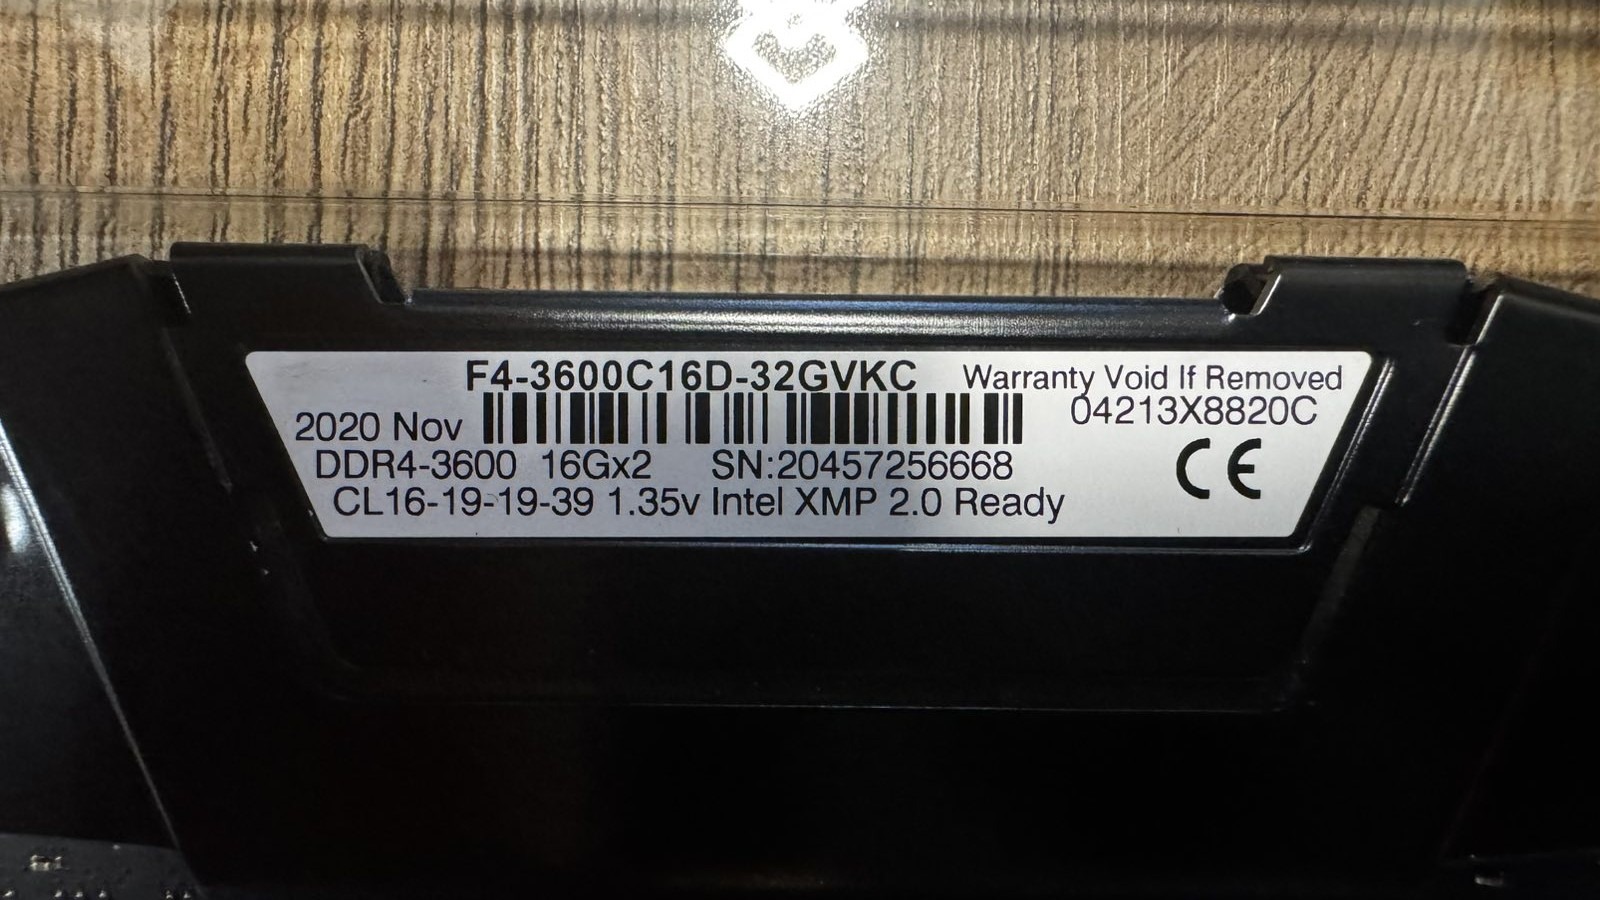 F4-3600C16D-32GVKC Warranty Void If Removed
2020 Nov 04213X8820C
DDR4-3600 16Gx2 SN:20457256668
CL16-19-19-39 1.35v Intel XMP 2.0 Ready
CE